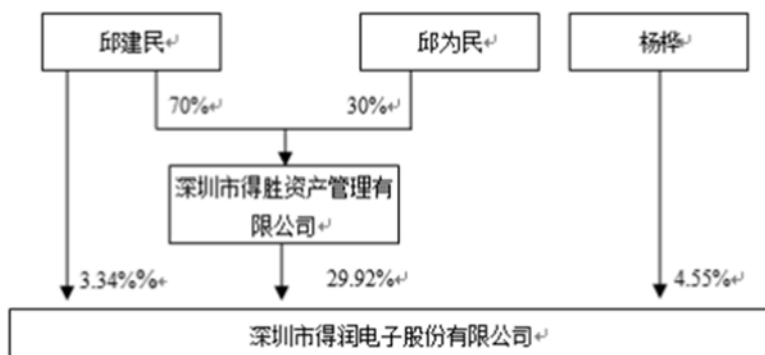 邱建民↵
邱为民↵
杨桦↵
70%↵
30%↵
深圳市得胜资产管理有
限公司↵
3.34%%↵
29.92%↵
4.55%↵
深圳市得润电子股份有限公司↵